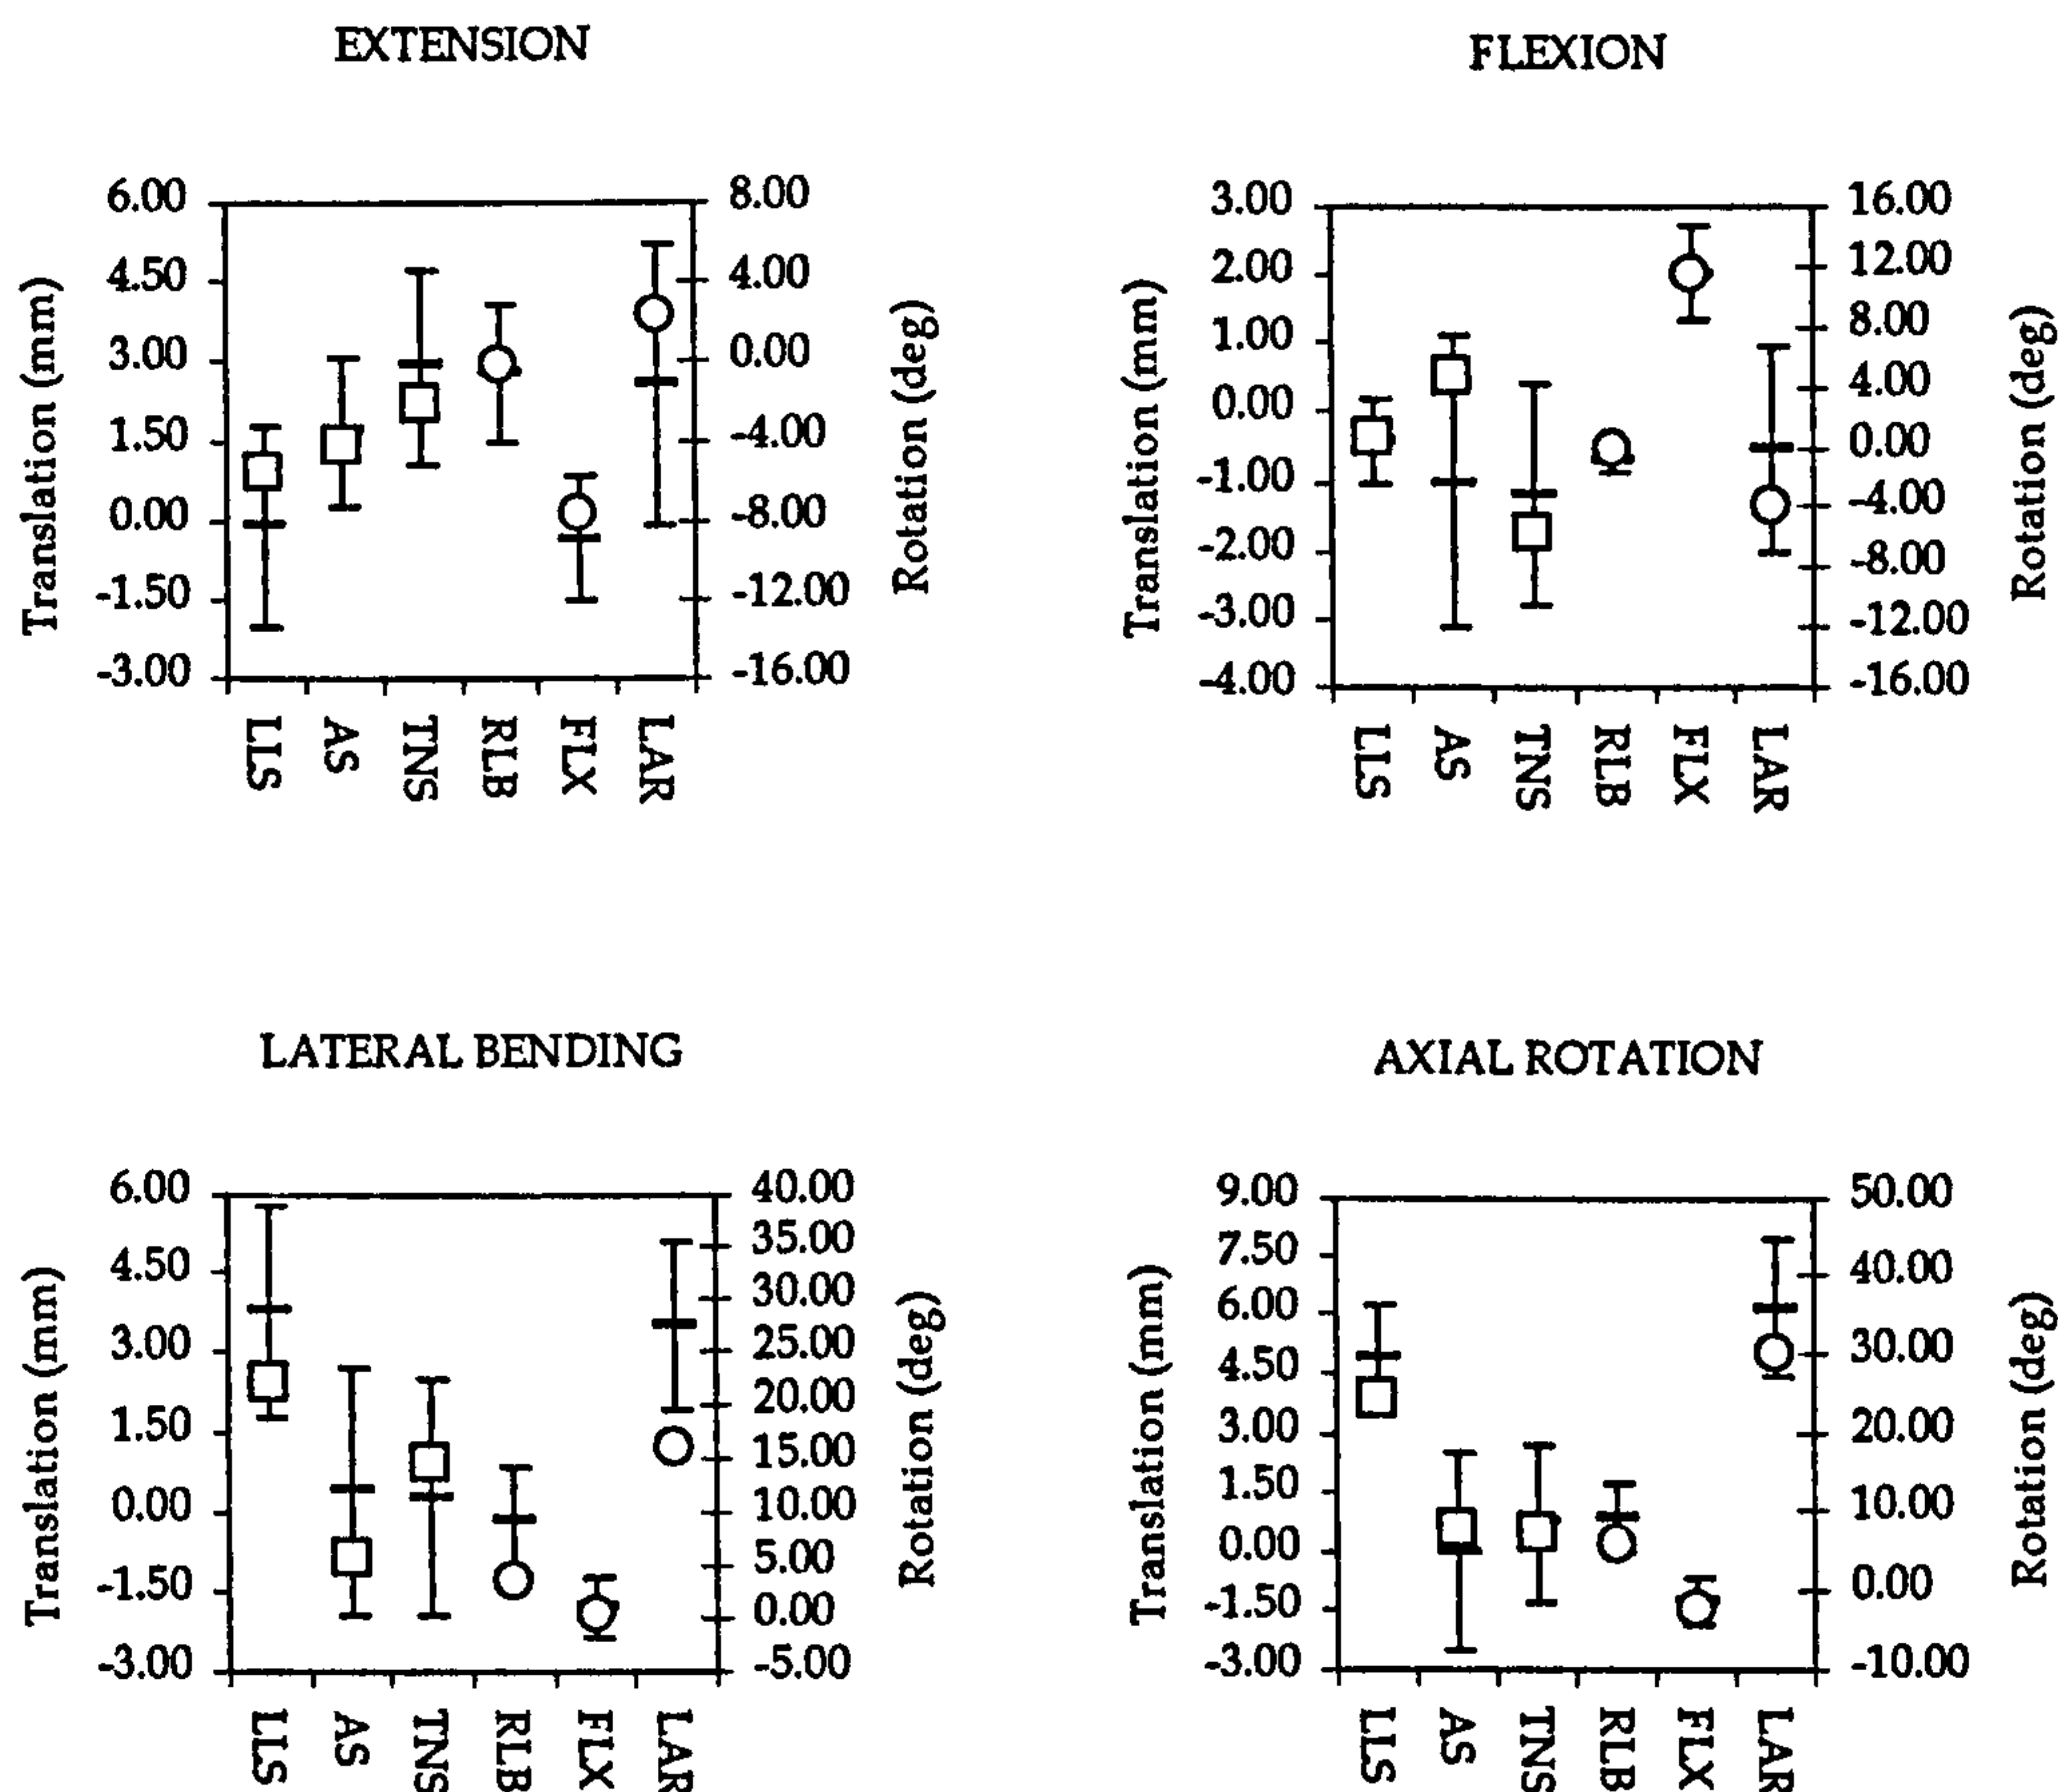 EXTENSION
Translation (mm)
6.00
4.50
3.00
1.50
0.00
-1.50
-3.00
8.00
4.00
0.00
-4.00
-8.00
-12.00
-16.00
Rotation (deg)
LLS
AS
TNS
RLB
FLX
LAR
FLEXION
Translation (mm)
3.00
2.00
1.00
0.00
-1.00
-2.00
-3.00
-4.00
16.00
12.00
8.00
4.00
0.00
-4.00
-8.00
-12.00
-16.00
Rotation (deg)
LLS
AS
TNS
RLB
FLX
LAR
LATERAL BENDING
Translation (mm)
6.00
4.50
3.00
1.50
0.00
-1.50
-3.00
40.00
35.00
30.00
25.00
20.00
15.00
10.00
5.00
0.00
-5.00
Rotation (deg)
LLS
AS
TNS
RLB
FLX
LAR
AXIAL ROTATION
Translation (mm)
9.00
7.50
6.00
4.50
3.00
1.50
0.00
-1.50
-3.00
50.00
40.00
30.00
20.00
10.00
0.00
-10.00
Rotation (deg)
LLS
AS
TNS
RLB
FLX
LAR